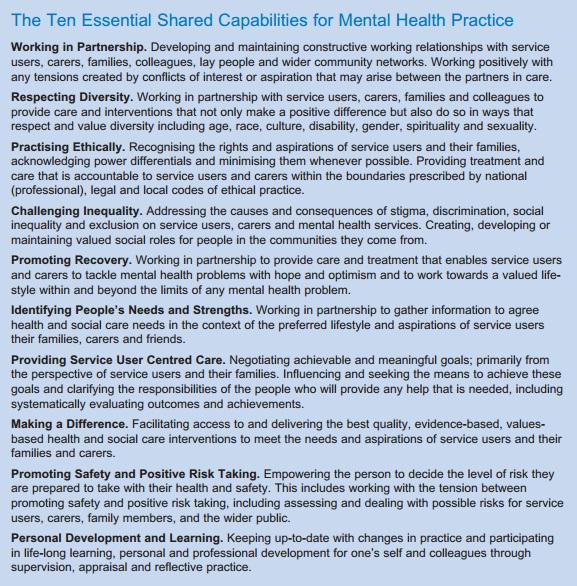 The Ten Essential Shared Capabilities for Mental Health Practice
Working in Partnership. Developing and maintaining constructive working relationships with service
users, carers, families, colleagues, lay people and wider community networks. Working positively with
any tensions created by conflicts of interest or aspiration that may arise between the partners in care.
Respecting Diversity. Working in partnership with service users, carers, families and colleagues to
provide care and interventions that not only make a positive difference but also do so in ways that
respect and value diversity including age, race, culture, disability, gender, spirituality and sexuality.
Practising Ethically. Recognising the rights and aspirations of service users and their families,
acknowledging power differentials and minimising them whenever possible. Providing treatment and
care that is accountable to service users and carers within the boundaries prescribed by national
(professional), legal and local codes of ethical practice.
Challenging Inequality. Addressing the causes and consequences of stigma, discrimination, social
inequality and exclusion on service users, carers and mental health services. Creating, developing or
maintaining valued social roles for people in the communities they come from.
Promoting Recovery. Working in partnership to provide care and treatment that enables service users
and carers to tackle mental health problems with hope and optimism and to work towards a valued life-
style within and beyond the limits of any mental health problem.
Identifying People's Needs and Strengths. Working in partnership to gather information to agree
health and social care needs in the context of the preferred lifestyle and aspirations of service users
their families, carers and friends.
Providing Service User Centred Care. Negotiating achievable and meaningful goals; primarily from
the perspective of service users and their families. Influencing and seeking the means to achieve these
goals and clarifying the responsibilities of the people who will provide any help that is needed, including
systematically evaluating outcomes and achievements.
Making a Difference. Facilitating access to and delivering the best quality, evidence-based, values-
based health and social care interventions to meet the needs and aspirations of service users and their
families and carers.
Promoting Safety and Positive Risk Taking. Empowering the person to decide the level of risk they
are prepared to take with their health and safety. This includes working with the tension between
promoting safety and positive risk taking, including assessing and dealing with possible risks for service
users, carers, family members, and the wider public.
Personal Development and Learning. Keeping up-to-date with changes in practice and participating
in life-long learning, personal and professional development for one's self and colleagues through
supervision, appraisal and reflective practice.